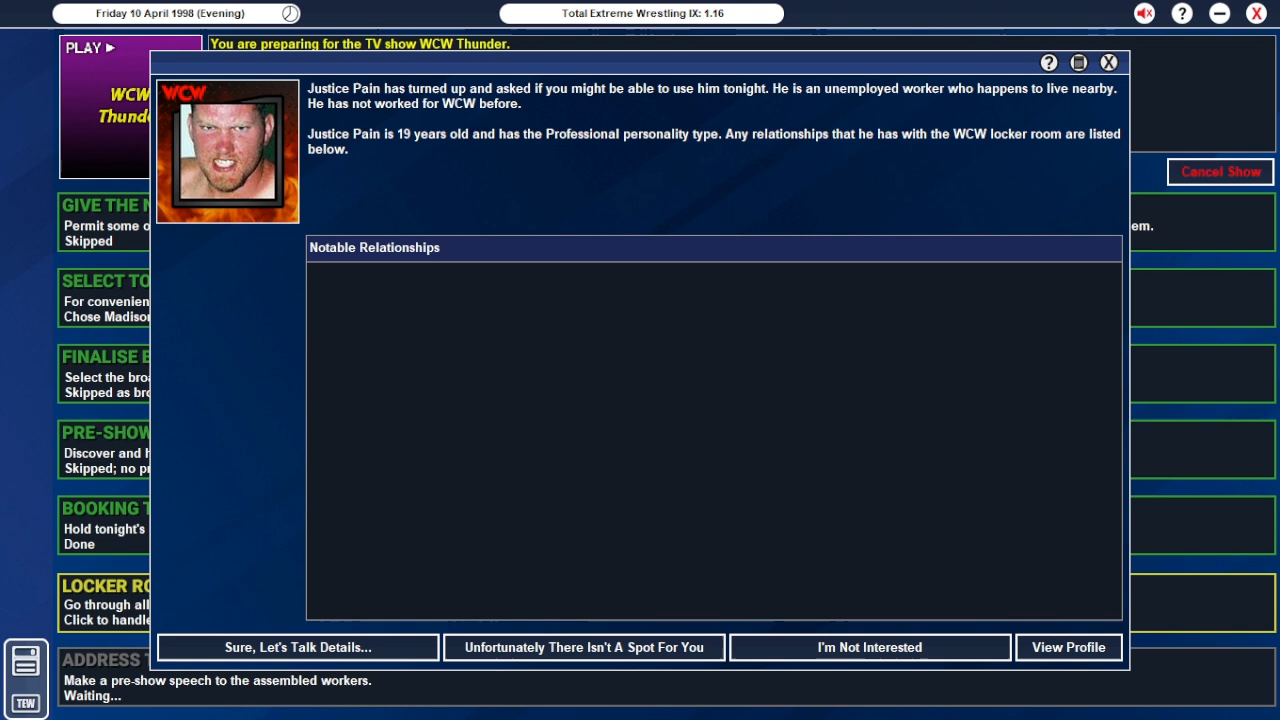 Friday 10 April 1998 (Evening)
Total Extreme Wrestling IX: 1.16
?
X
PLAY
You are preparing for the TV show WCW Thunder.
WCW
Thunde
? X
WCW
Justice Pain has turned up and asked if you might be able to use him tonight. He is an unemployed worker who happens to live nearby.
He has not worked for WCW before.
Justice Pain is 19 years old and has the Professional personality type. Any relationships that he has with the WCW locker room are listed
below.
Cancel Show
GIVE THE N
Permit some o
em.
Skipped
Notable Relationships
SELECT TO
For convenien
Chose Madiso
FINALISE B
Select the broa
Skipped as bro
PRE-SHOW
Discover and h
Skipped; no pr
BOOKING T
Hold tonight's
Done
LOCKER RO
Go through all
Click to handle
Sure, Let's Talk Details...
Unfortunately There Isn't A Spot For You
I'm Not Interested
View Profile
ADDRESS T
Make a pre-show speech to the assembled workers.
Waiting...
TEW